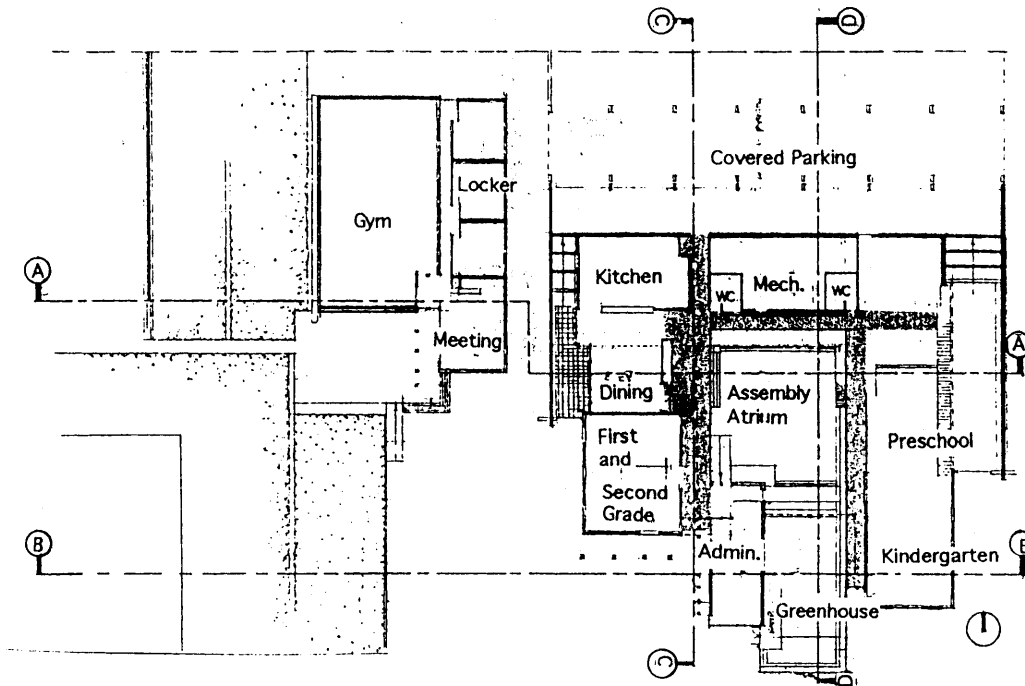 C
D
Covered Parking
Locker
Gym
A
Kitchen
Mech.
WC
WC
Meeting
A
Dining
Assembly
Atrium
First
and
Second
Grade
Preschool
B
Admin.
Kindergarten
Greenhouse
C
D